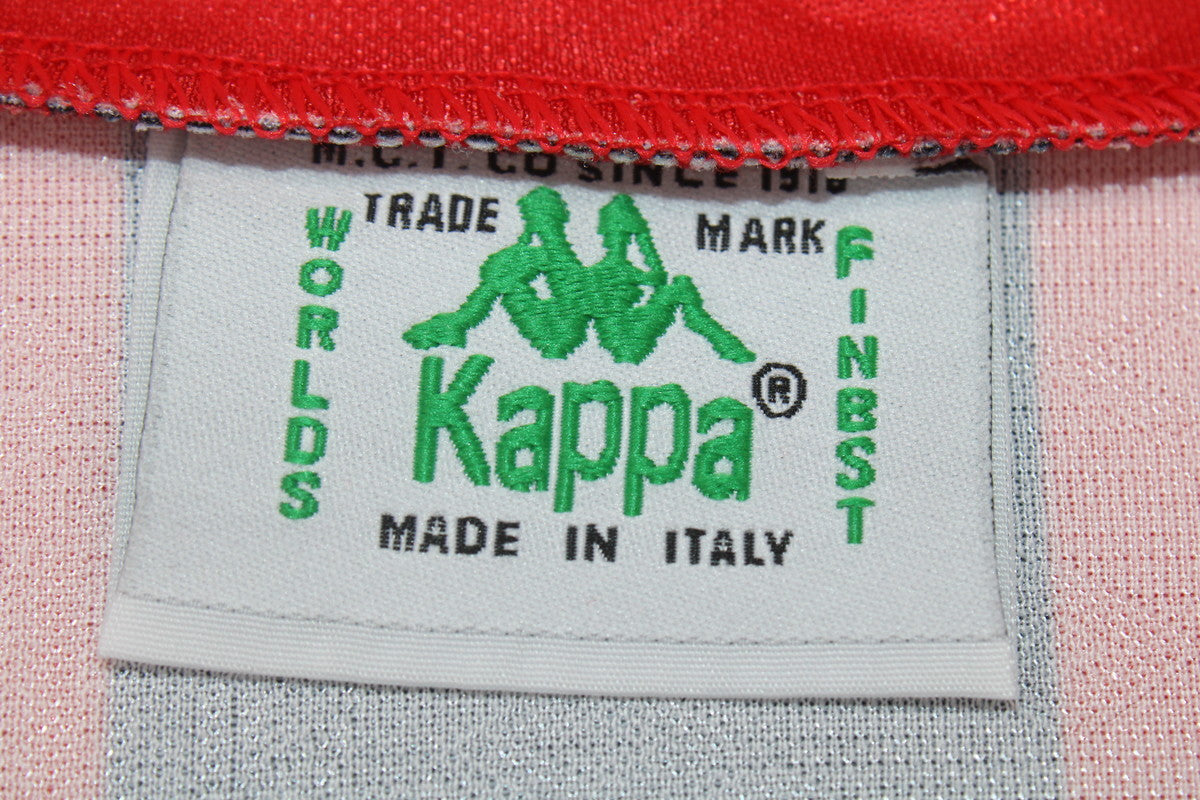 M.C.T. CO SINCE 1916
TRADE MARK
WORLDS
FINBST
Kappa®
MADE IN ITALY